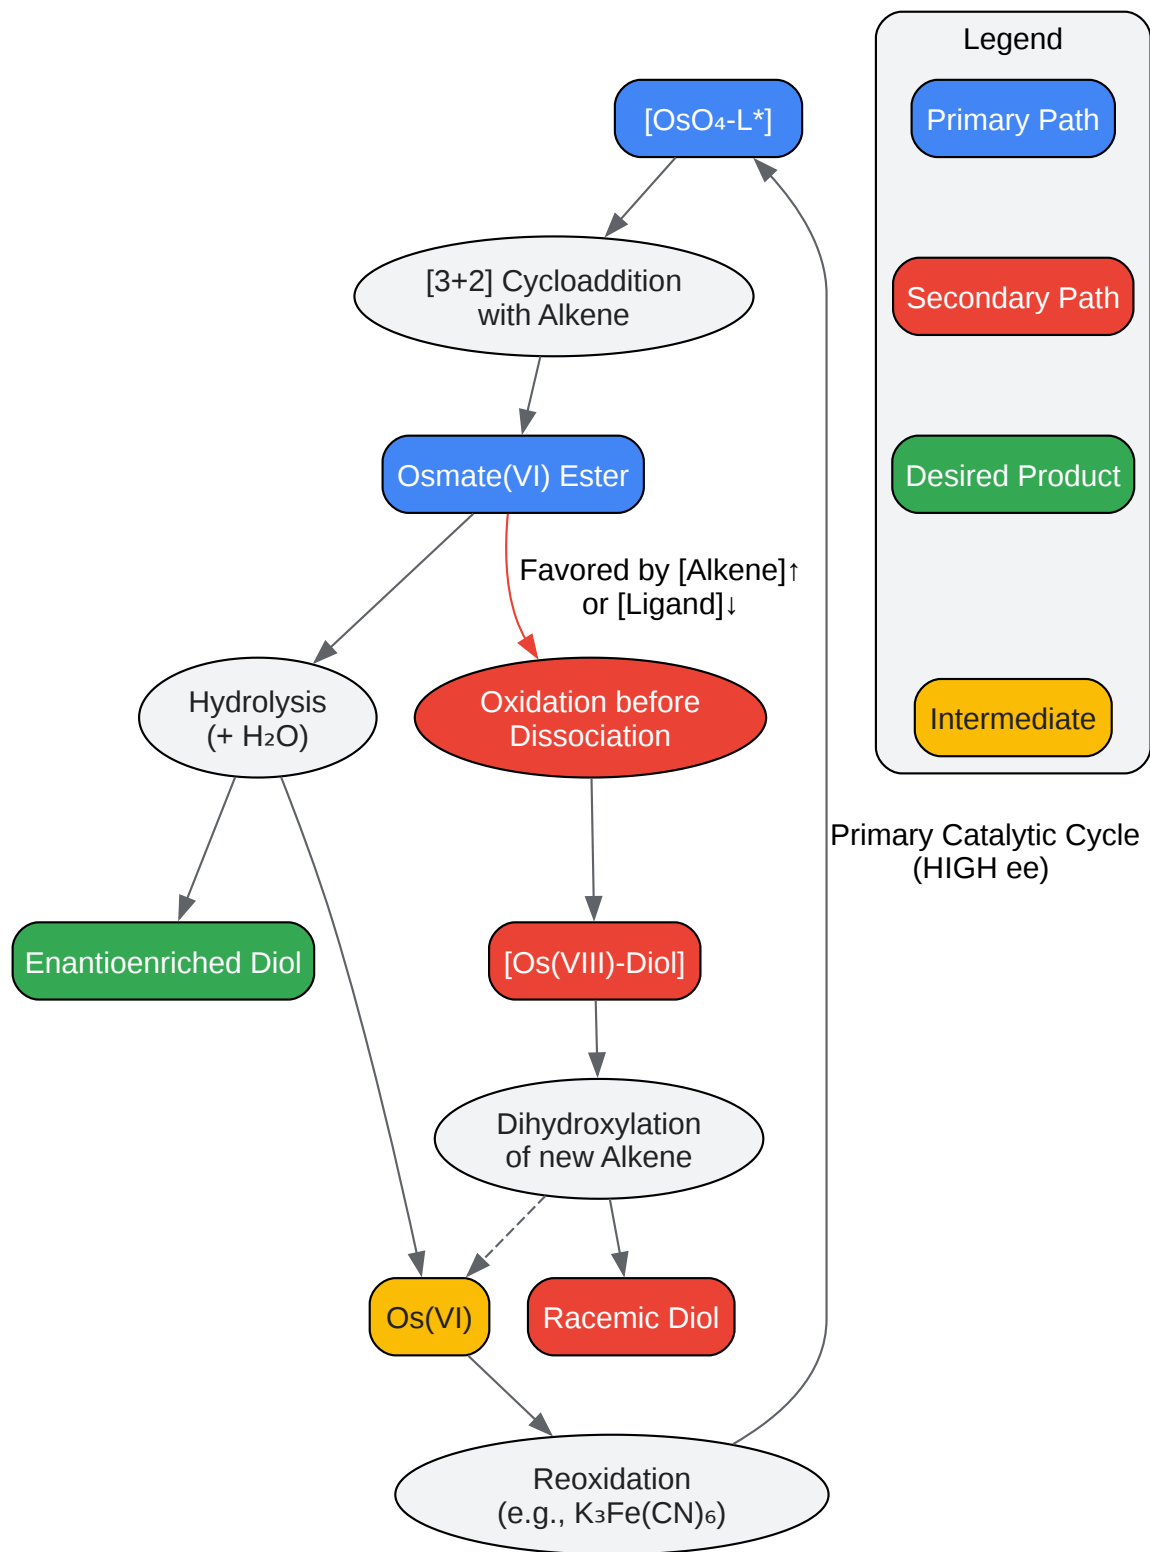 Legend
[OsO₄-L*]
Primary Path
[3+2] Cycloaddition
with Alkene
Secondary Path
Osmate(VI) Ester
Desired Product
Favored by [Alkene]↑
or [Ligand]↓
Hydrolysis
(+ H₂O)
Oxidation before
Dissociation
Intermediate
Primary Catalytic Cycle
(HIGH ee)
Enantioenriched Diol
[Os(VIII)-Diol]
Dihydroxylation
of new Alkene
Os(VI)
Racemic Diol
Reoxidation
(e.g., K₃Fe(CN)₆)